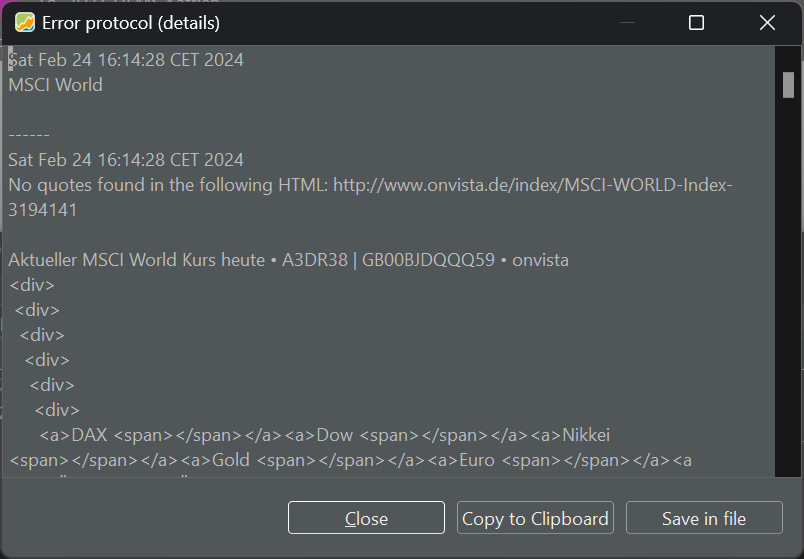 Error protocol (details)
Sat Feb 24 16:14:28 CET 2024
MSCI World
------
Sat Feb 24 16:14:28 CET 2024
No quotes found in the following HTML: http://www.onvista.de/index/MSCI-WORLD-Index-
3194141
Aktueller MSCI World Kurs heute • A3DR38 | GB00BJDQQQ59 • onvista
<div>
<div>
<div>
<div>
<div>
<div>
<a>DAX <span></span></a><a>Dow <span></span></a><a>Nikkei
<span></span></a><a>Gold <span></span></a><a>Euro <span></span></a><a
Close Copy to Clipboard Save in file